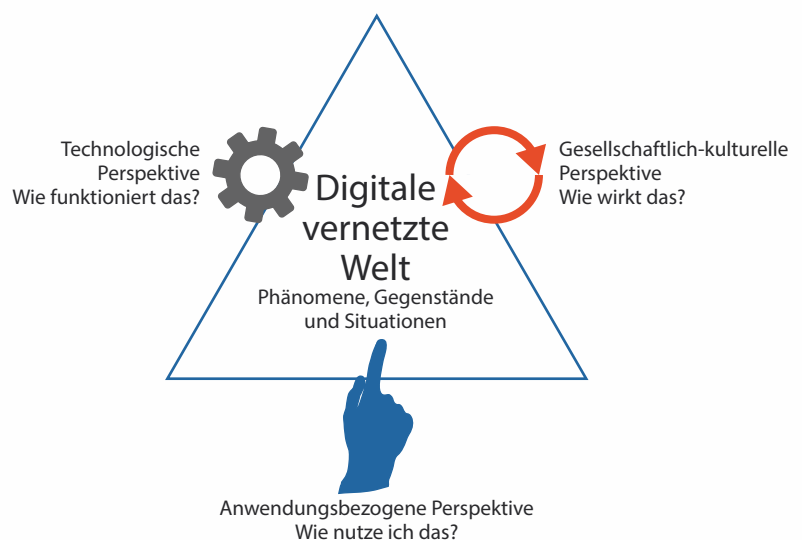 Technologische
Perspektive
Wie funktioniert das?
Gesellschaftlich-kulturelle
Perspektive
Wie wirkt das?
Digitale
vernetzte
Welt
Phänomene, Gegenstände
und Situationen
Anwendungsbezogene Perspektive
Wie nutze ich das?